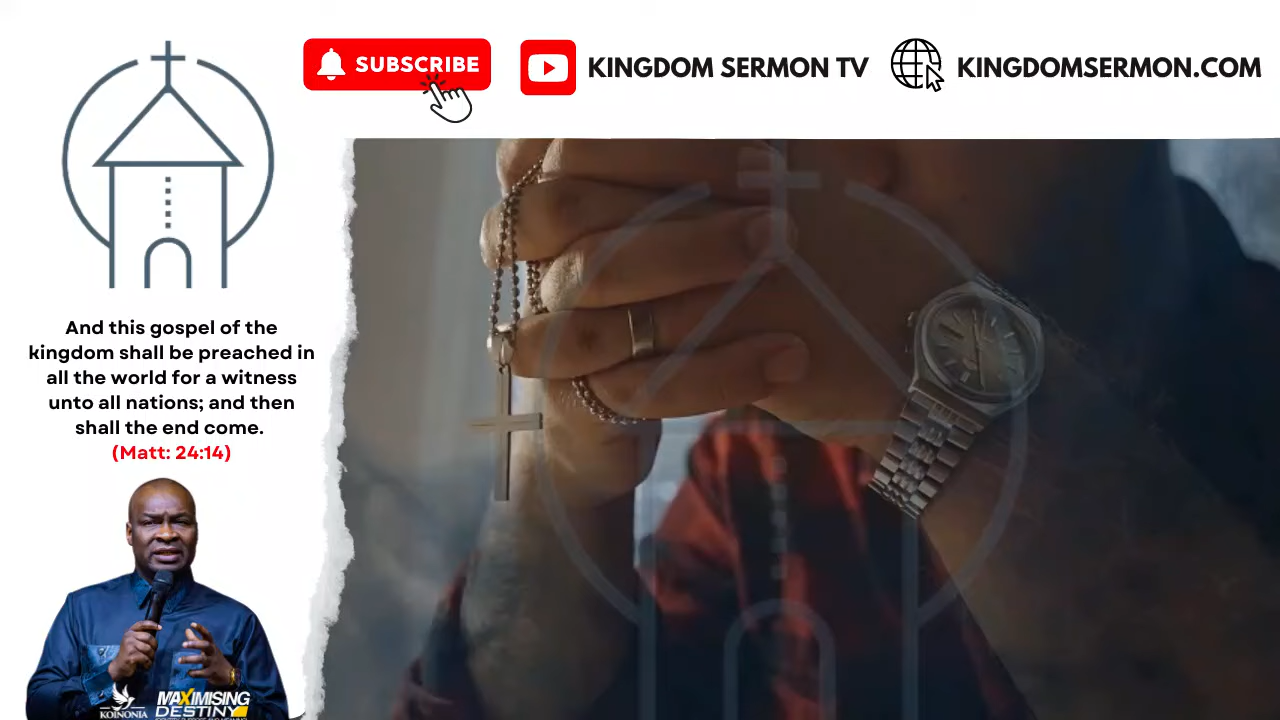 SUBSCRIBE
KINGDOM SERMON TV
KINGDOMSERMON.COM
And this gospel of the
kingdom shall be preached in
all the world for a witness
unto all nations; and then
shall the end come.
(Matt: 24:14)
KOINONIA
MAXIMISING
DESTINY